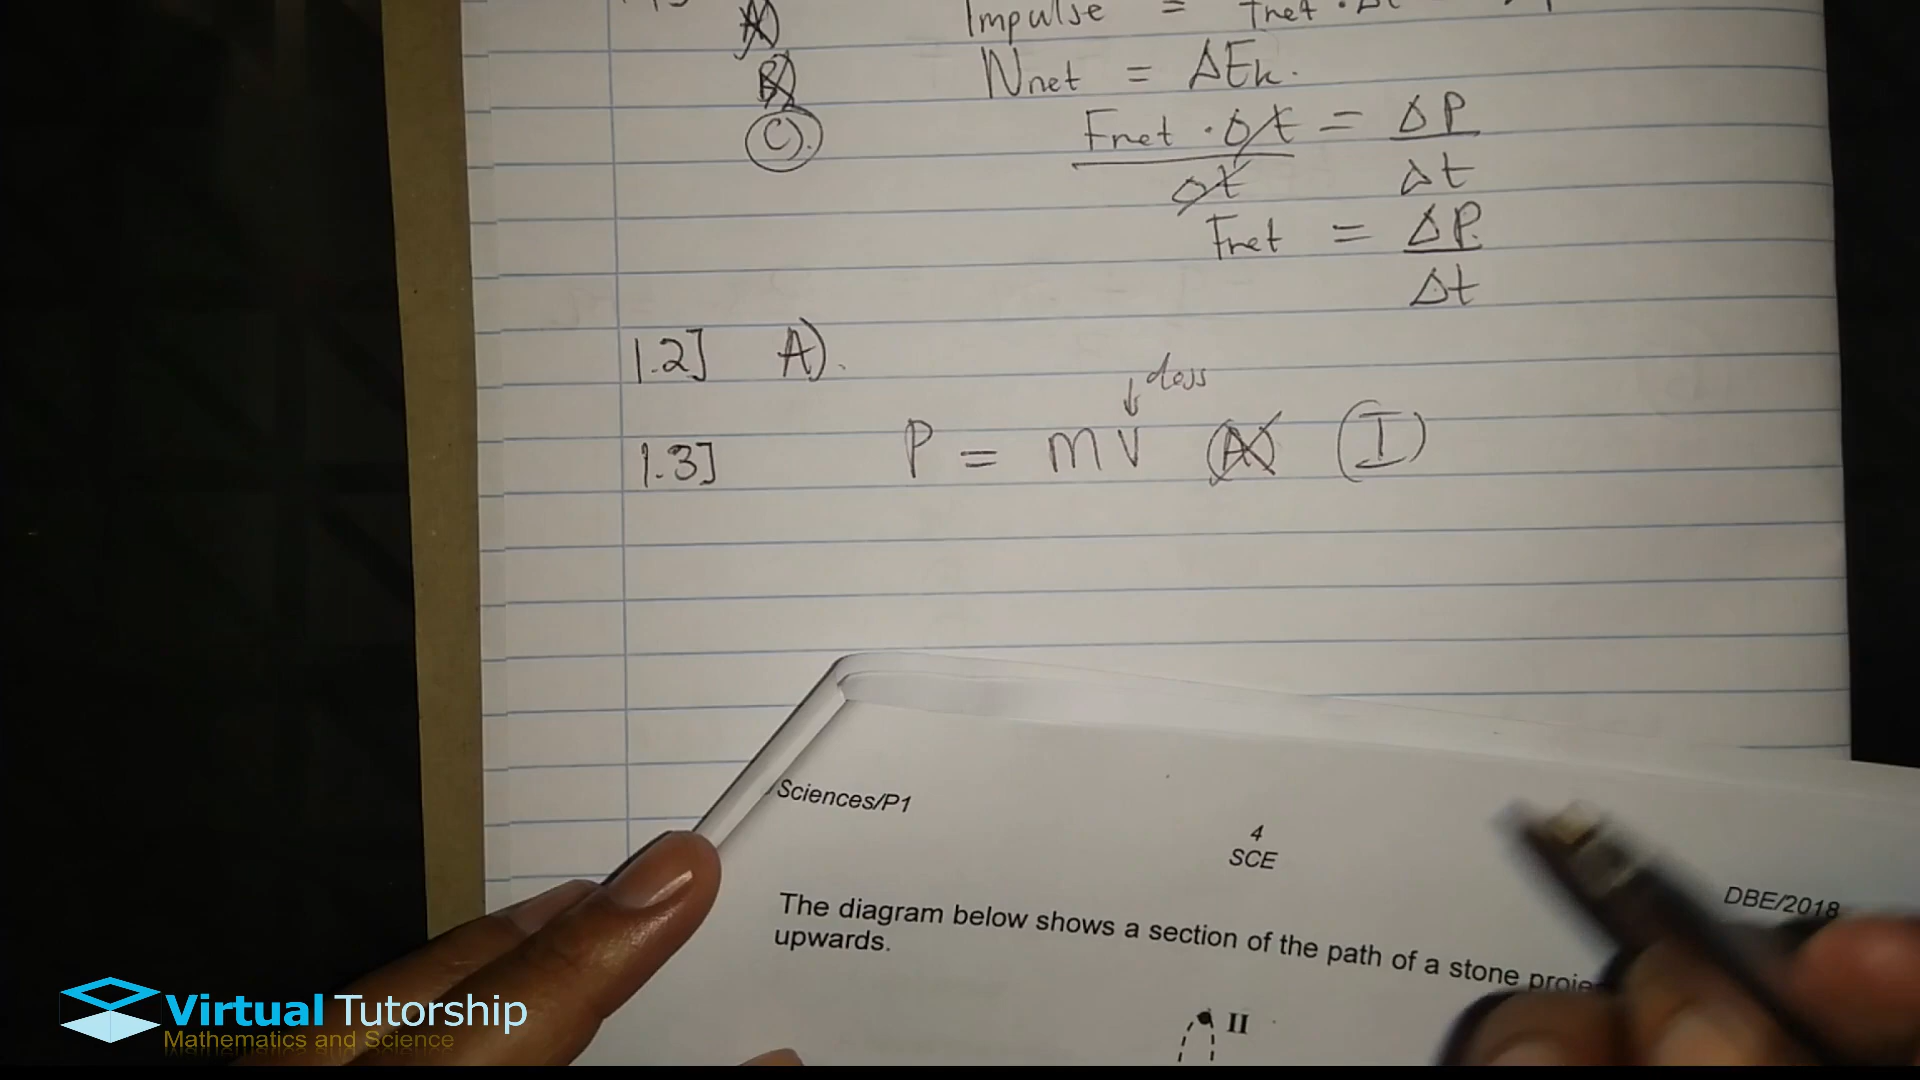 A)
Impulse = Fnet · Δt
B)
Wnet = ΔEk.
C).
Fnet · Δt = ΔP
Δt Δt
Fnet = ΔP.
Δt
1.2] A).
↓
1.3] P = mv (A) (I)
Sciences/P1
4
SCE
DBE/2018
The diagram below shows a section of the path of a stone
upwards.
II
Virtual Tutorship
Mathematics and Science